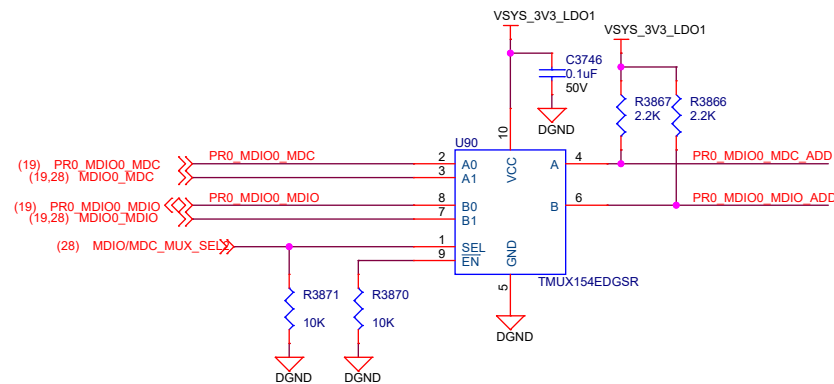 VSYS_3V3_LDO1
VSYS_3V3_LDO1
C3746
0.1uF
50V
DGND
R3867
2.2K
R3866
2.2K
U90
10
VCC
(19) PR0_MDIO0_MDC
PR0_MDIO0_MDC
2
A0
A
4
PR0_MDIO0_MDC_ADD
(19,28) MDIO0_MDC
3
A1
(19) PR0_MDIO0_MDIO
PR0_MDIO0_MDIO
8
B0
B
6
PR0_MDIO0_MDIO_ADD
(19,28) MDIO0_MDIO
7
B1
(28) MDIO/MDC_MUX_SEL2
1
SEL
9
EN
GND
5
TMUX154EDGSR
R3871
10K
R3870
10K
DGND
DGND
DGND